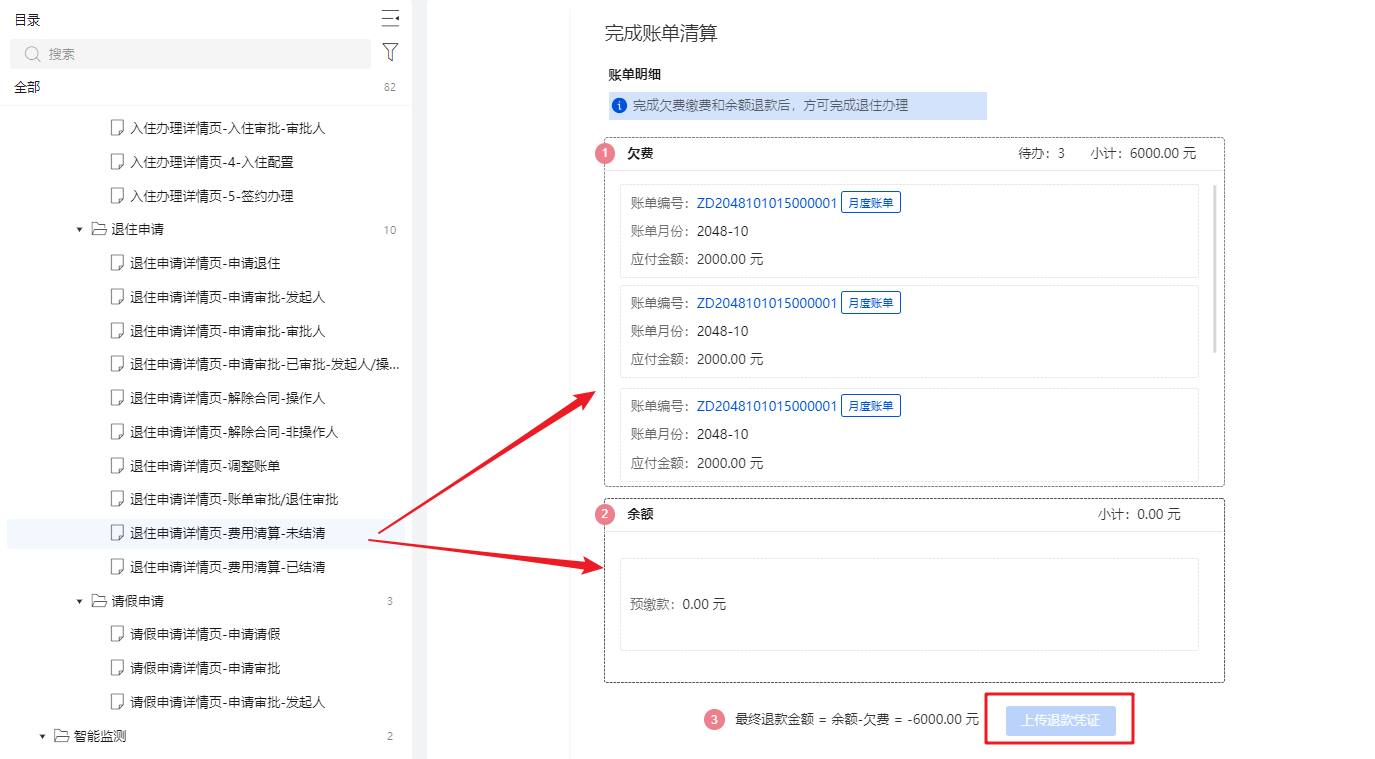 目录
搜索
全部 82
入住办理详情页-入住审批-审批人
入住办理详情页-4-入住配置
入住办理详情页-5-签约办理
退住申请 10
退住申请详情页-申请退住
退住申请详情页-申请审批-发起人
退住申请详情页-申请审批-审批人
退住申请详情页-申请审批-已审批-发起人/操...
退住申请详情页-解除合同-操作人
退住申请详情页-解除合同-非操作人
退住申请详情页-调整账单
退住申请详情页-账单审批/退住审批
退住申请详情页-费用清算-未结清
退住申请详情页-费用清算-已结清
请假申请 3
请假申请详情页-申请请假
请假申请详情页-申请审批
请假申请详情页-申请审批-发起人
智能监测 2
完成账单清算
账单明细
完成欠费缴费和余额退款后，方可完成退住办理
1 欠费 待办：3 小计：6000.00 元
账单编号：ZD2048101015000001 月度账单
账单月份：2048-10
应付金额：2000.00 元
账单编号：ZD2048101015000001 月度账单
账单月份：2048-10
应付金额：2000.00 元
账单编号：ZD2048101015000001 月度账单
账单月份：2048-10
应付金额：2000.00 元
2 余额 小计：0.00 元
预缴款：0.00 元
3 最终退款金额 = 余额-欠费 = -6000.00 元 上传退款凭证